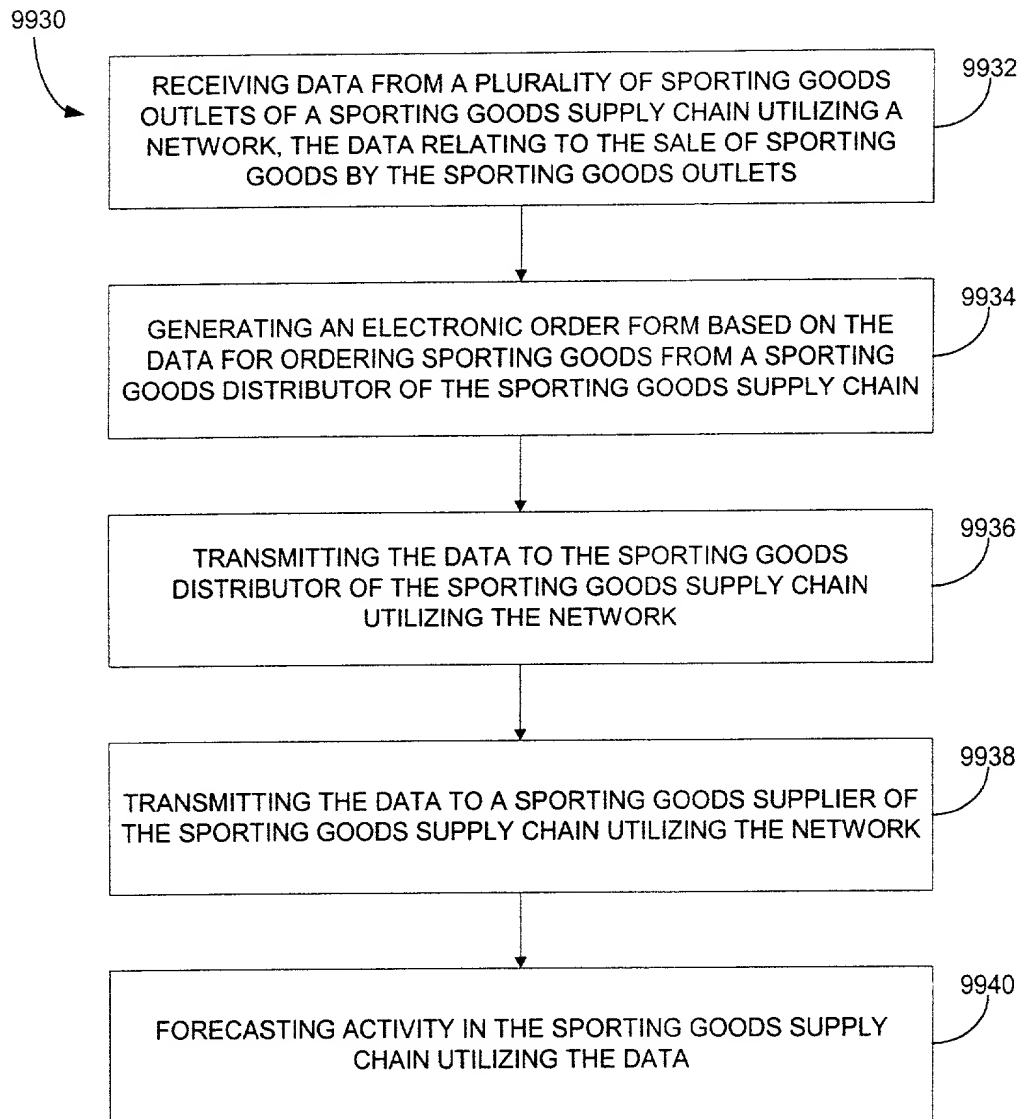 9930
9932
RECEIVING DATA FROM A PLURALITY OF SPORTING GOODS
OUTLETS OF A SPORTING GOODS SUPPLY CHAIN UTILIZING A
NETWORK, THE DATA RELATING TO THE SALE OF SPORTING
GOODS BY THE SPORTING GOODS OUTLETS
9934
GENERATING AN ELECTRONIC ORDER FORM BASED ON THE
DATA FOR ORDERING SPORTING GOODS FROM A SPORTING
GOODS DISTRIBUTOR OF THE SPORTING GOODS SUPPLY CHAIN
9936
TRANSMITTING THE DATA TO THE SPORTING GOODS
DISTRIBUTOR OF THE SPORTING GOODS SUPPLY CHAIN
UTILIZING THE NETWORK
9938
TRANSMITTING THE DATA TO A SPORTING GOODS SUPPLIER OF
THE SPORTING GOODS SUPPLY CHAIN UTILIZING THE NETWORK
9940
FORECASTING ACTIVITY IN THE SPORTING GOODS SUPPLY
CHAIN UTILIZING THE DATA